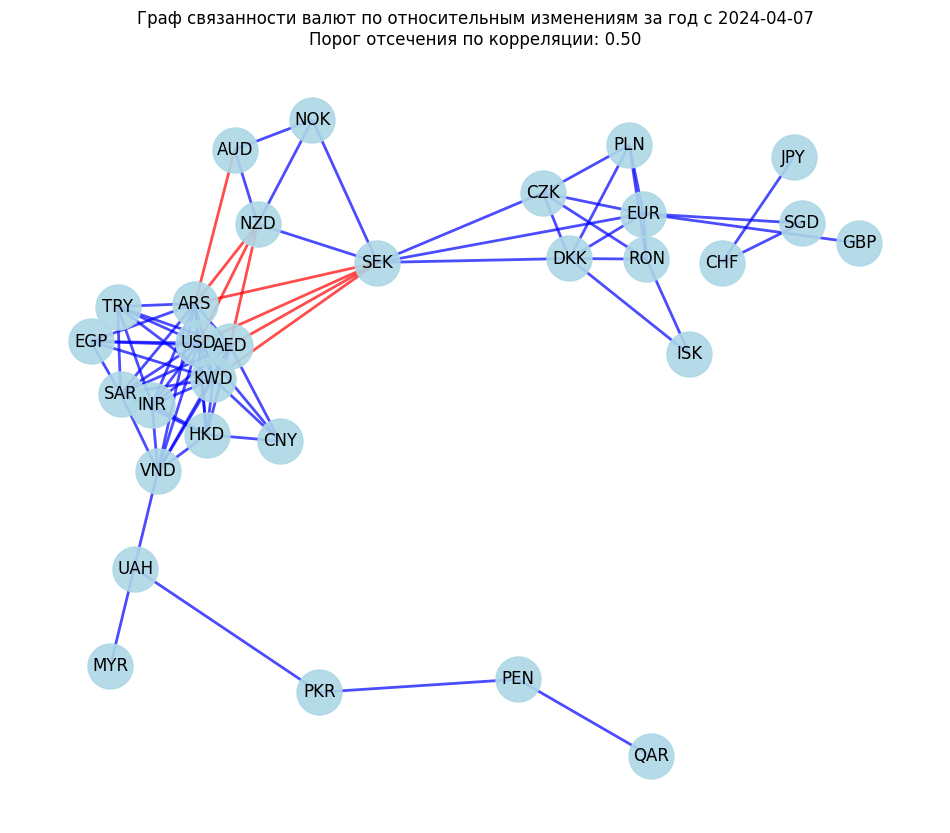 Граф связанности валют по относительным изменениям за год с 2024-04-07
Порог отсечения по корреляции: 0.50
NOK
AUD
PLN
JPY
CZK
EUR
NZD
SGD
GBP
SEK
DKK
RON
CHF
TRY
ARS
EGP
USD
AED
ISK
KWD
SAR
INR
HKD
CNY
VND
UAH
MYR
PEN
PKR
QAR